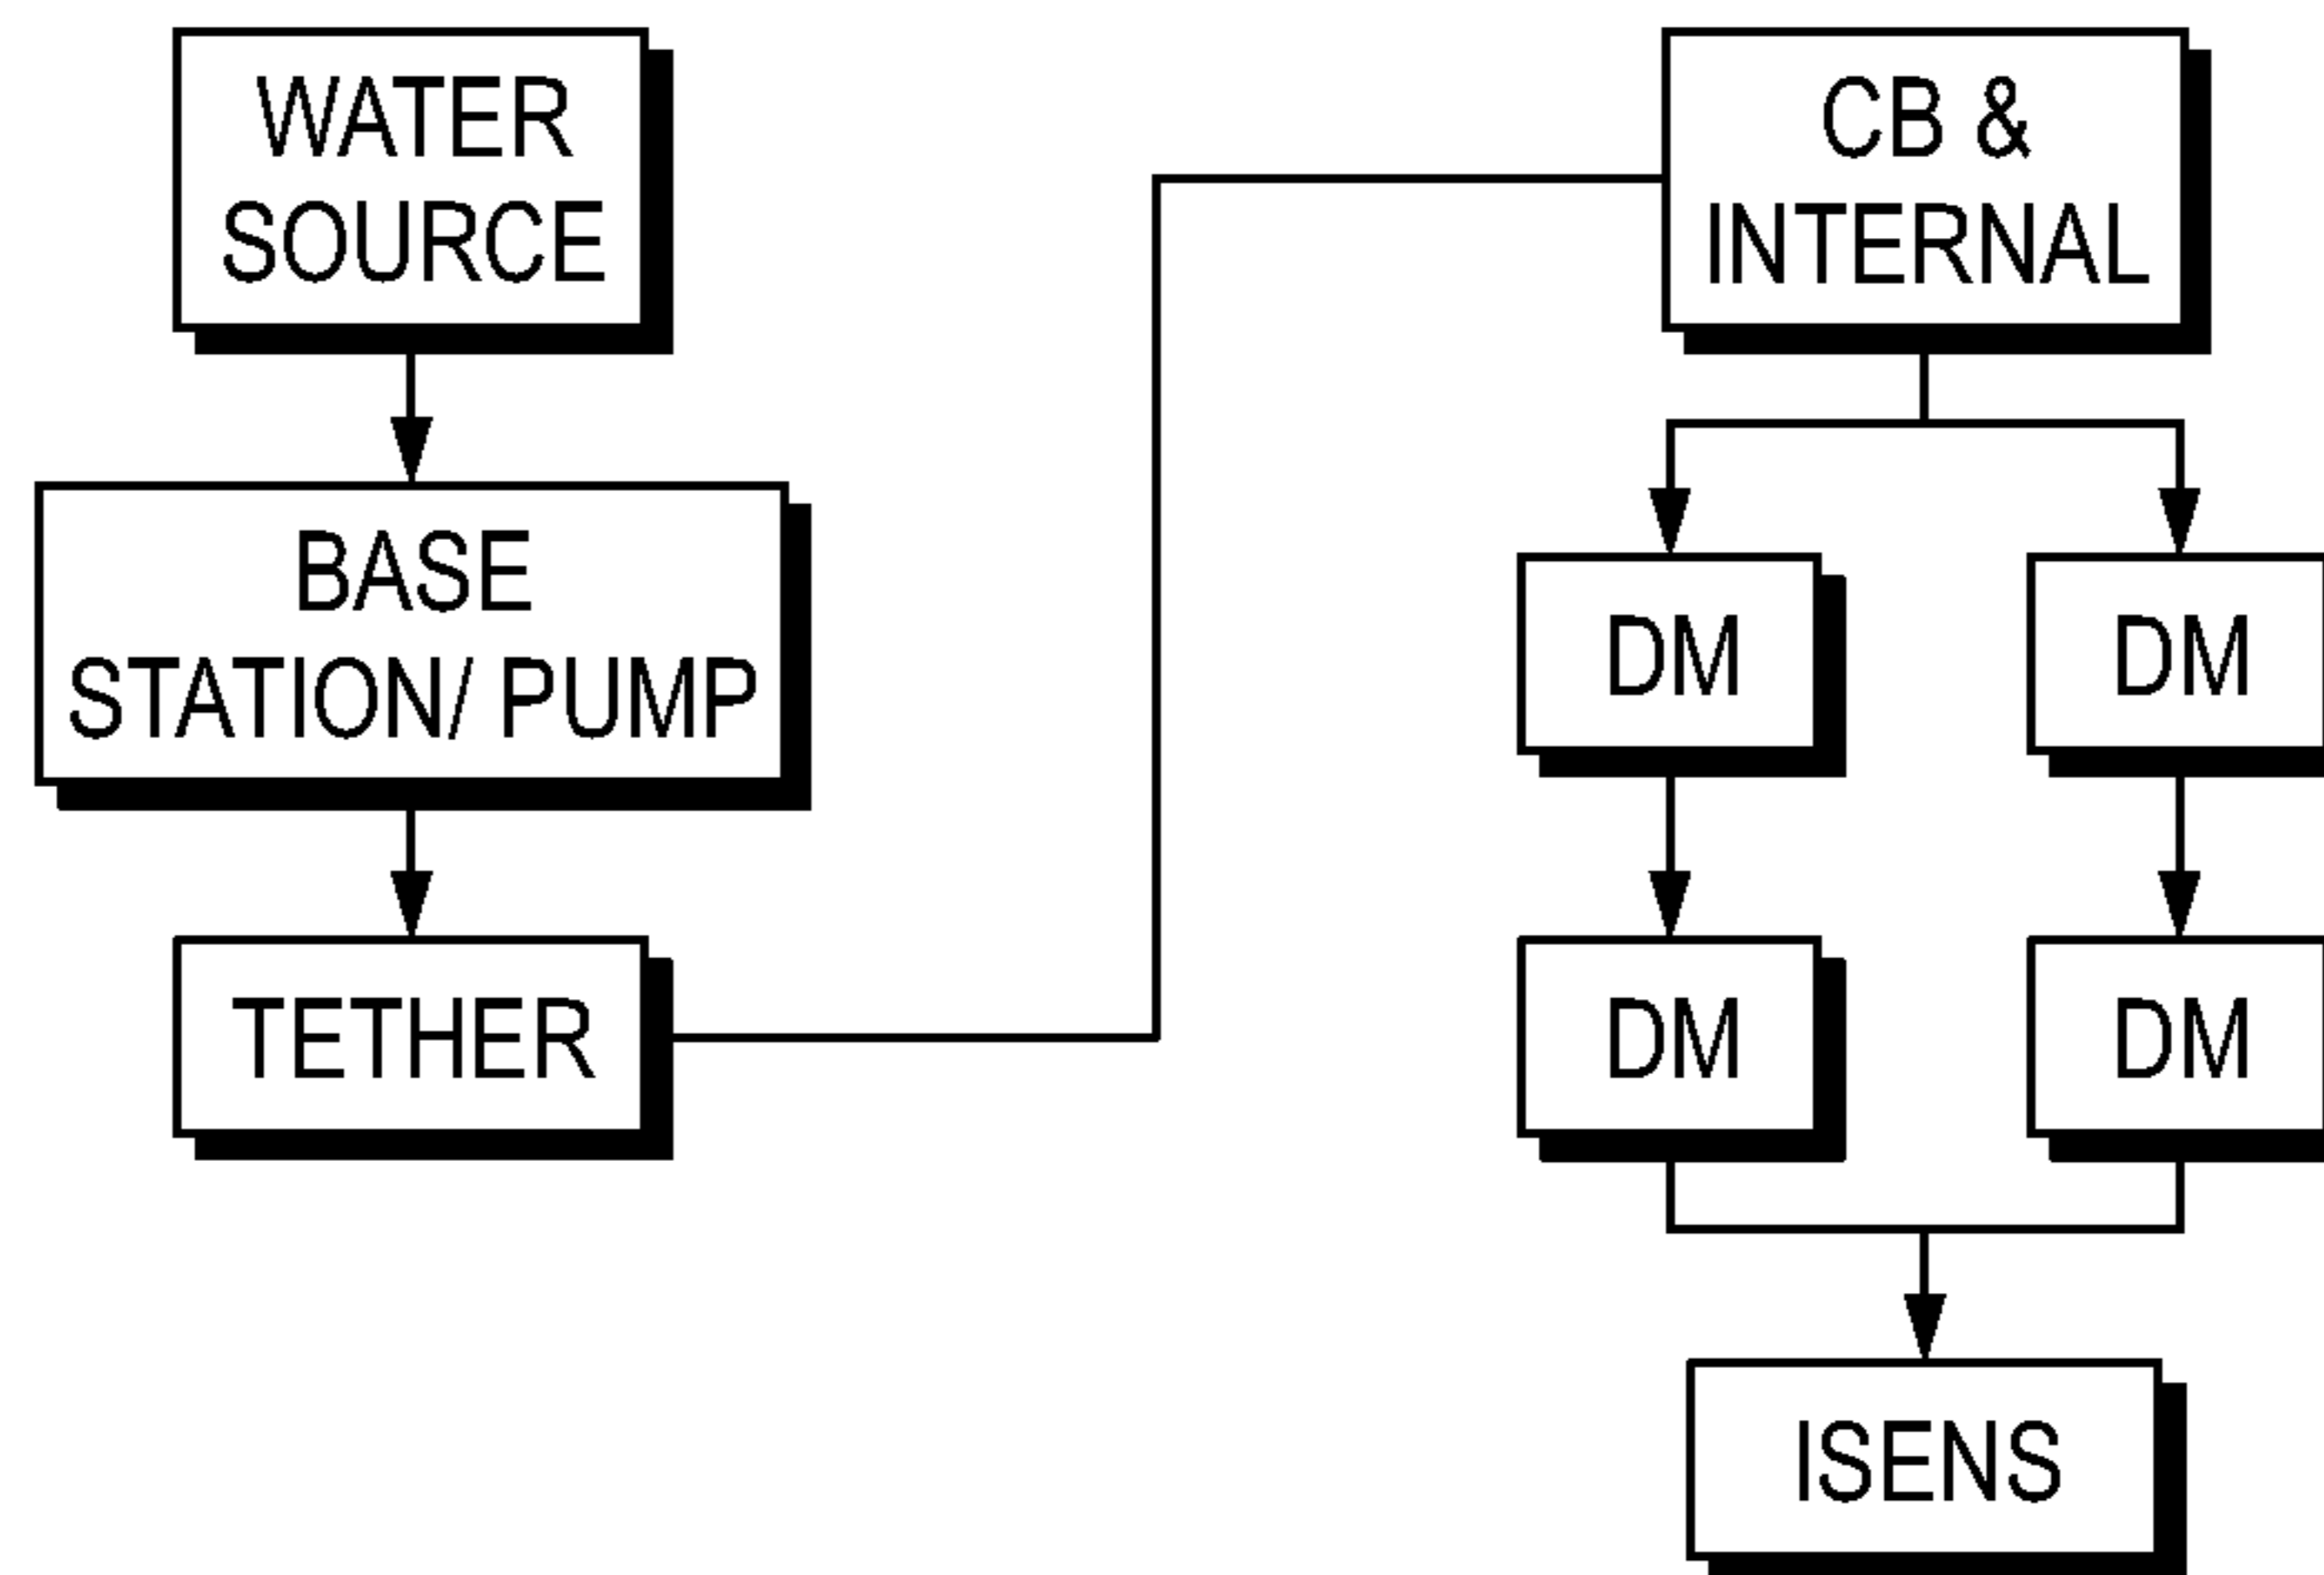 WATER
SOURCE
BASE
STATION/ PUMP
TETHER
CB &
INTERNAL
DM
DM
DM
DM
ISENS